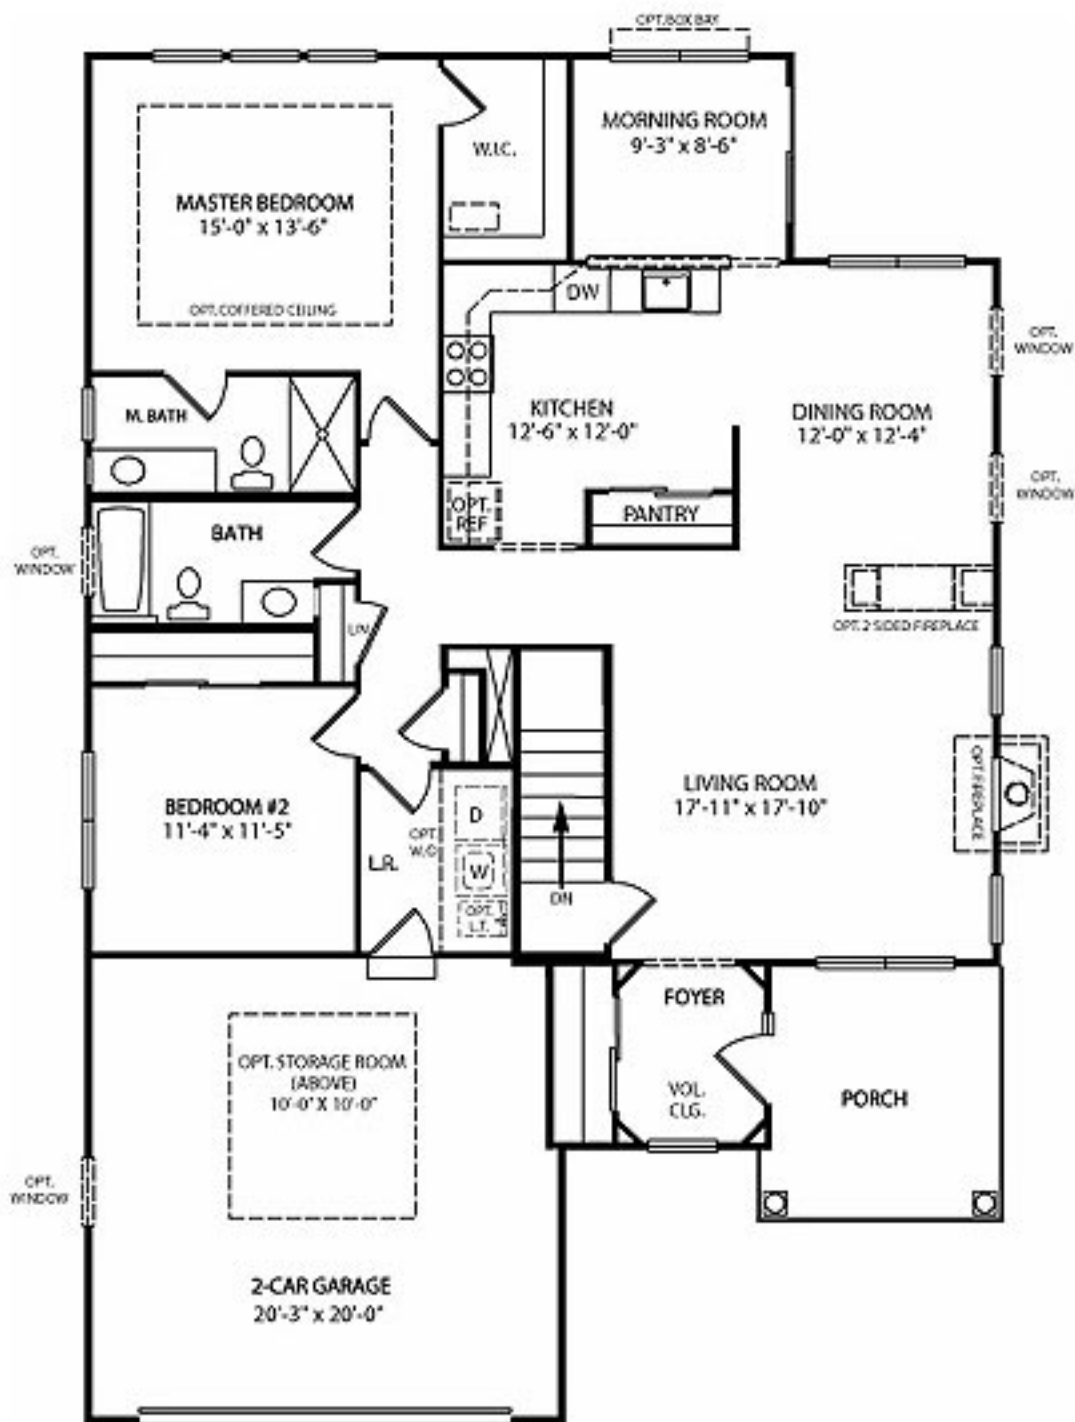 OPT. BOX BAY
MORNING ROOM
9'-3" x 8'-6"
W.I.C.
MASTER BEDROOM
15'-0" x 13'-6"
OPT. COFFERED CEILING
DW
OPT.
WINDOW
M. BATH
KITCHEN
12'-6" x 12'-0"
DINING ROOM
12'-0" x 12'-4"
OPT.
WINDOW
OPT.
REF
PANTRY
BATH
OPT.
WINDOW
LIN
OPT. 2 SIDED FIREPLACE
LIVING ROOM
17'-11" x 17'-10"
OPT. FIREPLACE
BEDROOM #2
11'-4" x 11'-5"
D
OPT.
W/D
L.R.
W
OPT.
L.T.
DN
FOYER
VOL.
CLG.
PORCH
OPT. STORAGE ROOM
(ABOVE)
10'-0" X 10'-0"
OPT.
WINDOW
2-CAR GARAGE
20'-3" x 20'-0"